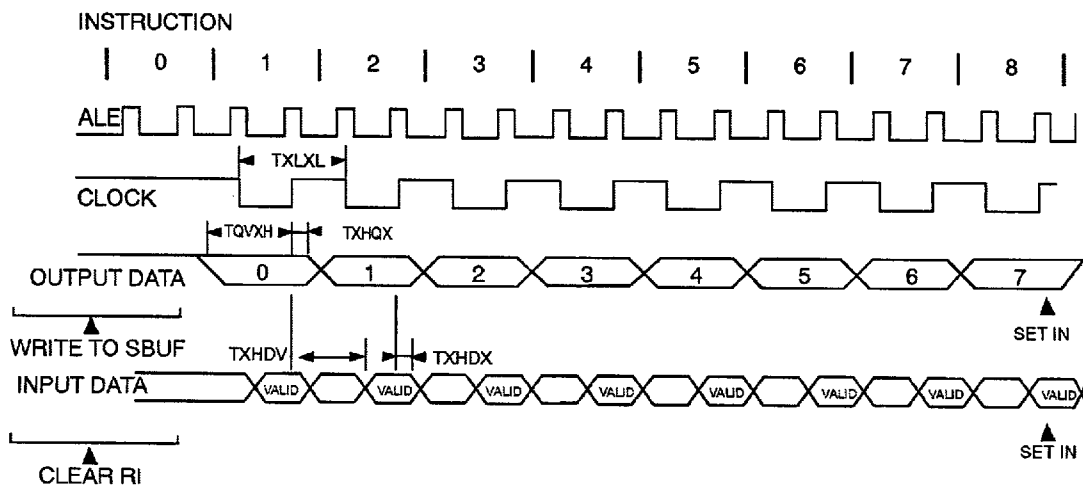 INSTRUCTION
0 1 2 3 4 5 6 7 8
ALE
TXLXL
CLOCK
TQVXH TXHQX
OUTPUT DATA 0 1 2 3 4 5 6 7
WRITE TO SBUF
SET IN
TXHDV TXHDX
INPUT DATA VALID VALID VALID VALID VALID VALID VALID VALID
CLEAR RI
SET IN